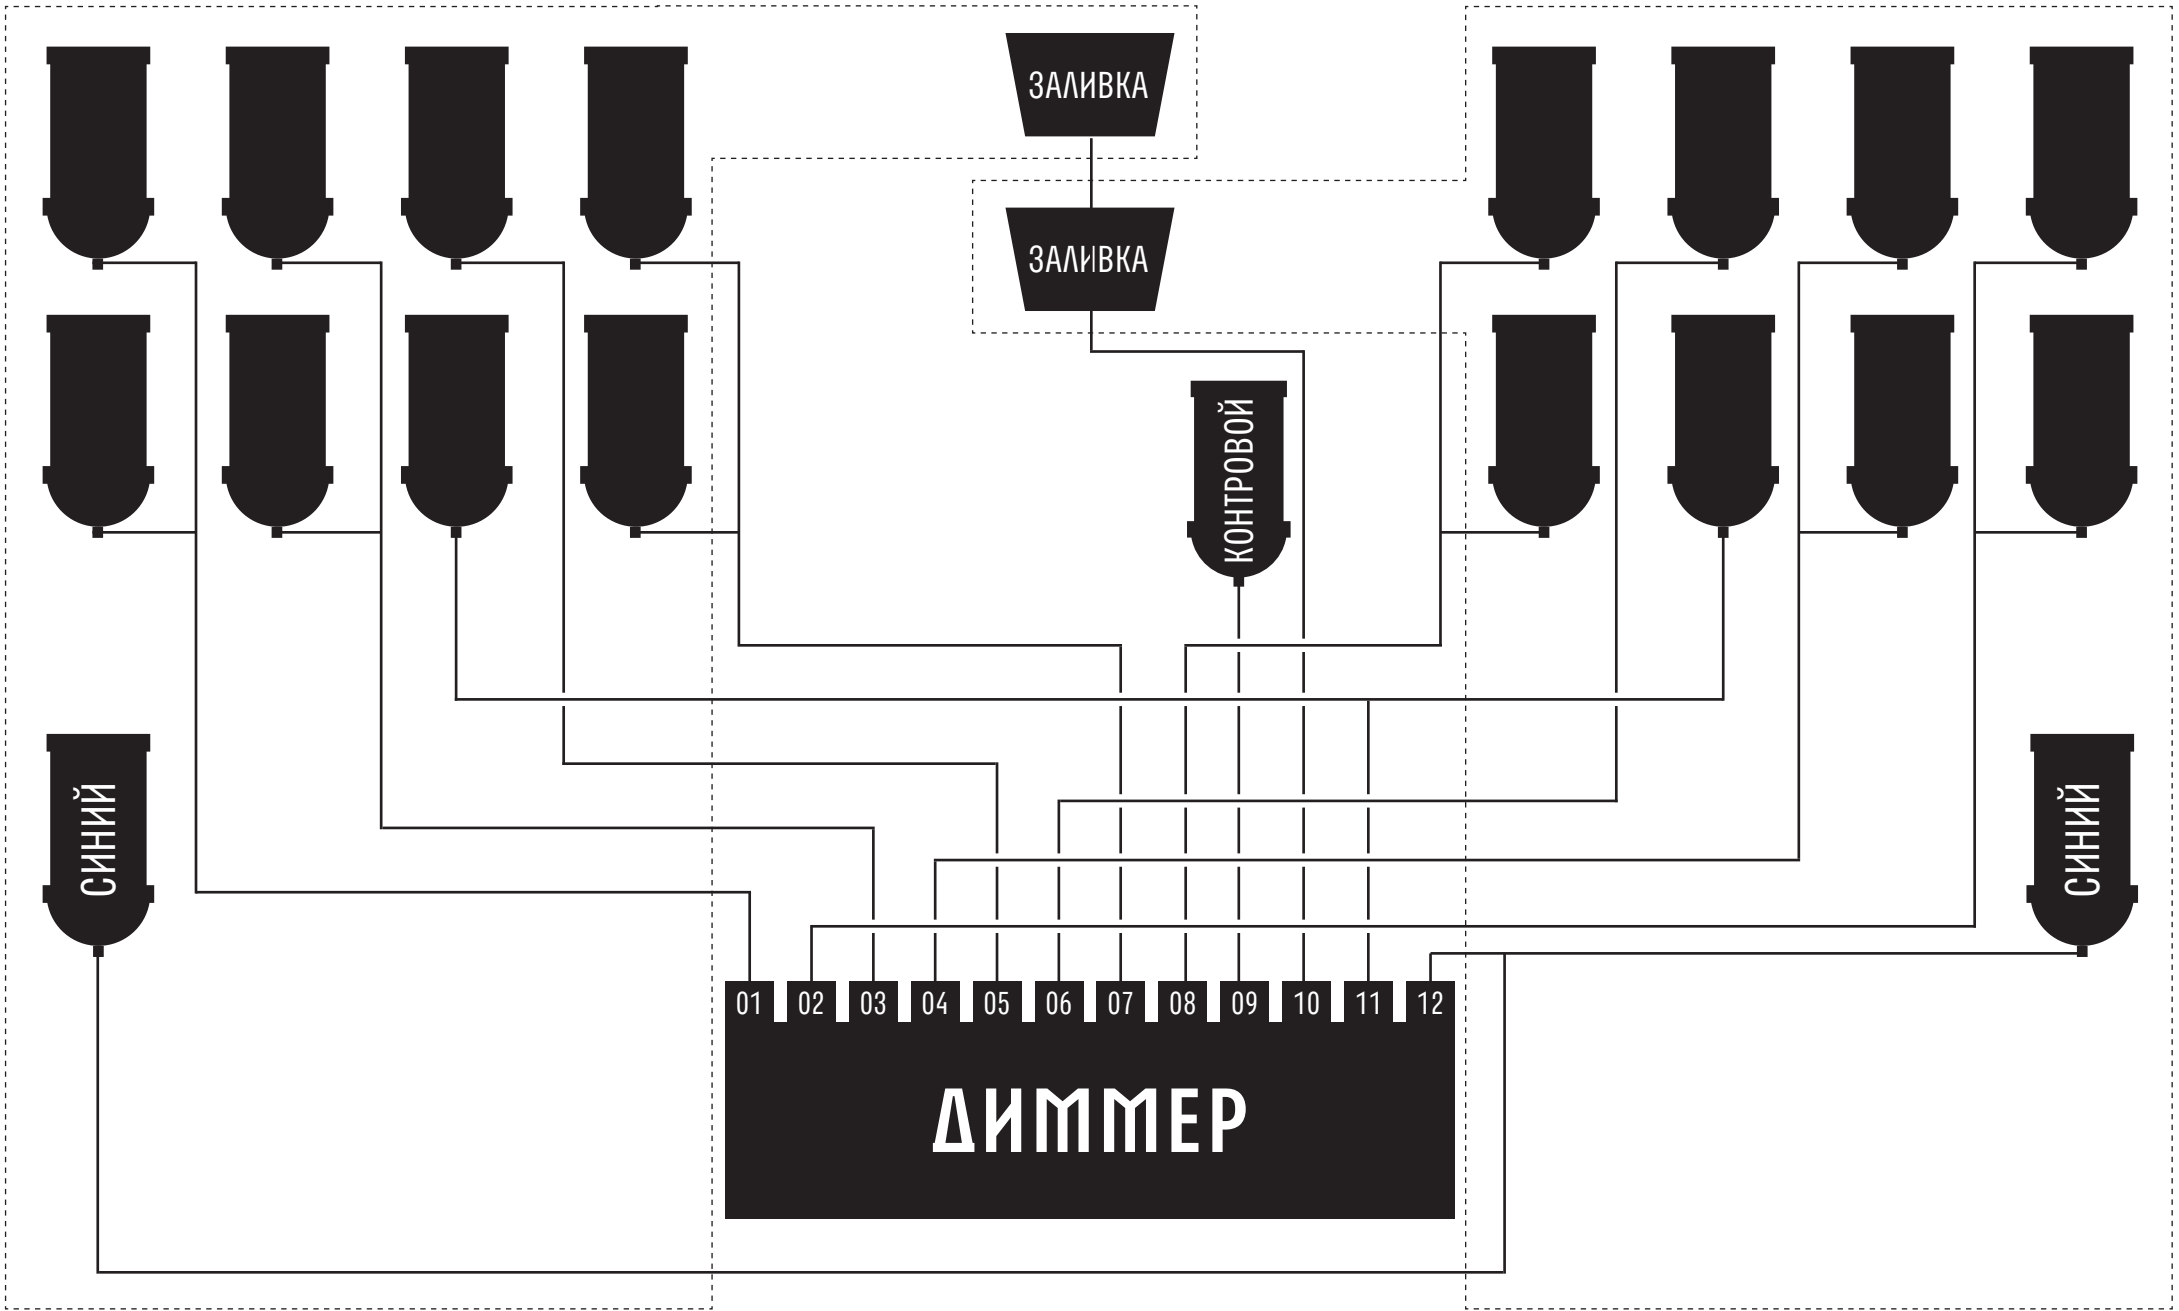 ЗАЛИВКА
ЗАЛИВКА
КОНТРОВОЙ
СИНИЙ
СИНИЙ
01 02 03 04 05 06 07 08 09 10 11 12
ДИММЕР